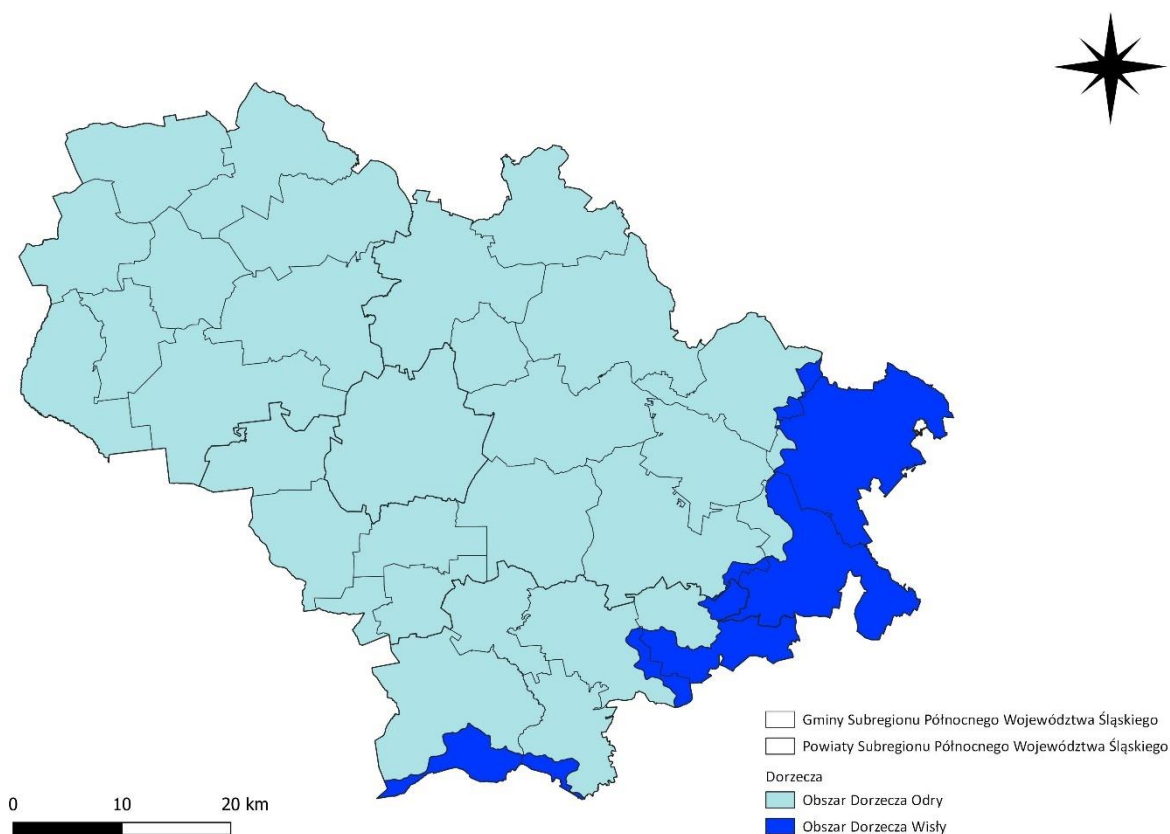 Gminy Subregionu Północnego Województwa Śląskiego
Powiaty Subregionu Północnego Województwa Śląskiego
Dorzecza
Obszar Dorzecza Odry
Obszar Dorzecza Wisły
0 10 20 km